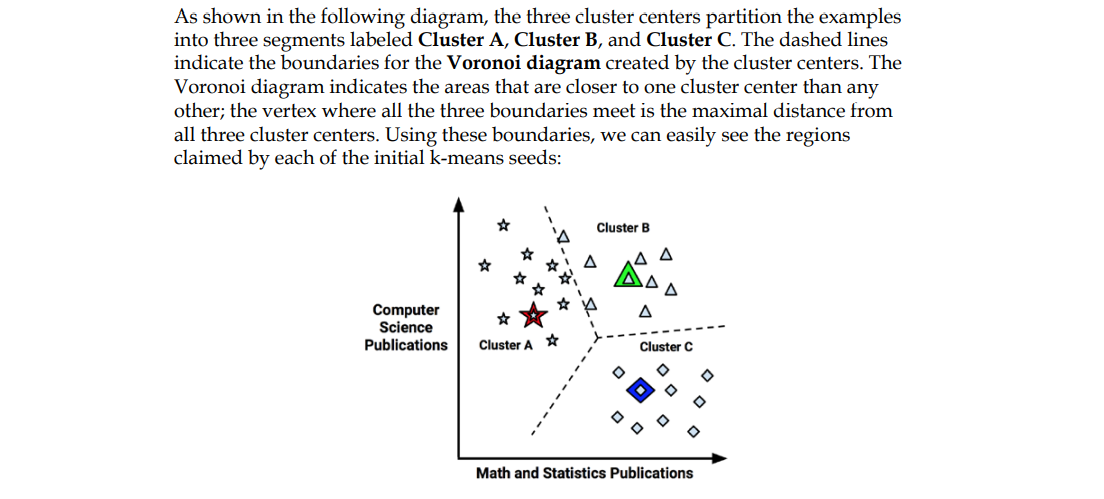 As shown in the following diagram, the three cluster centers partition the examples
into three segments labeled Cluster A, Cluster B, and Cluster C. The dashed lines
indicate the boundaries for the Voronoi diagram created by the cluster centers. The
Voronoi diagram indicates the areas that are closer to one cluster center than any
other; the vertex where all the three boundaries meet is the maximal distance from
all three cluster centers. Using these boundaries, we can easily see the regions
claimed by each of the initial k-means seeds:
Cluster B
Computer
Science
Publications
Cluster A
Cluster C
Math and Statistics Publications